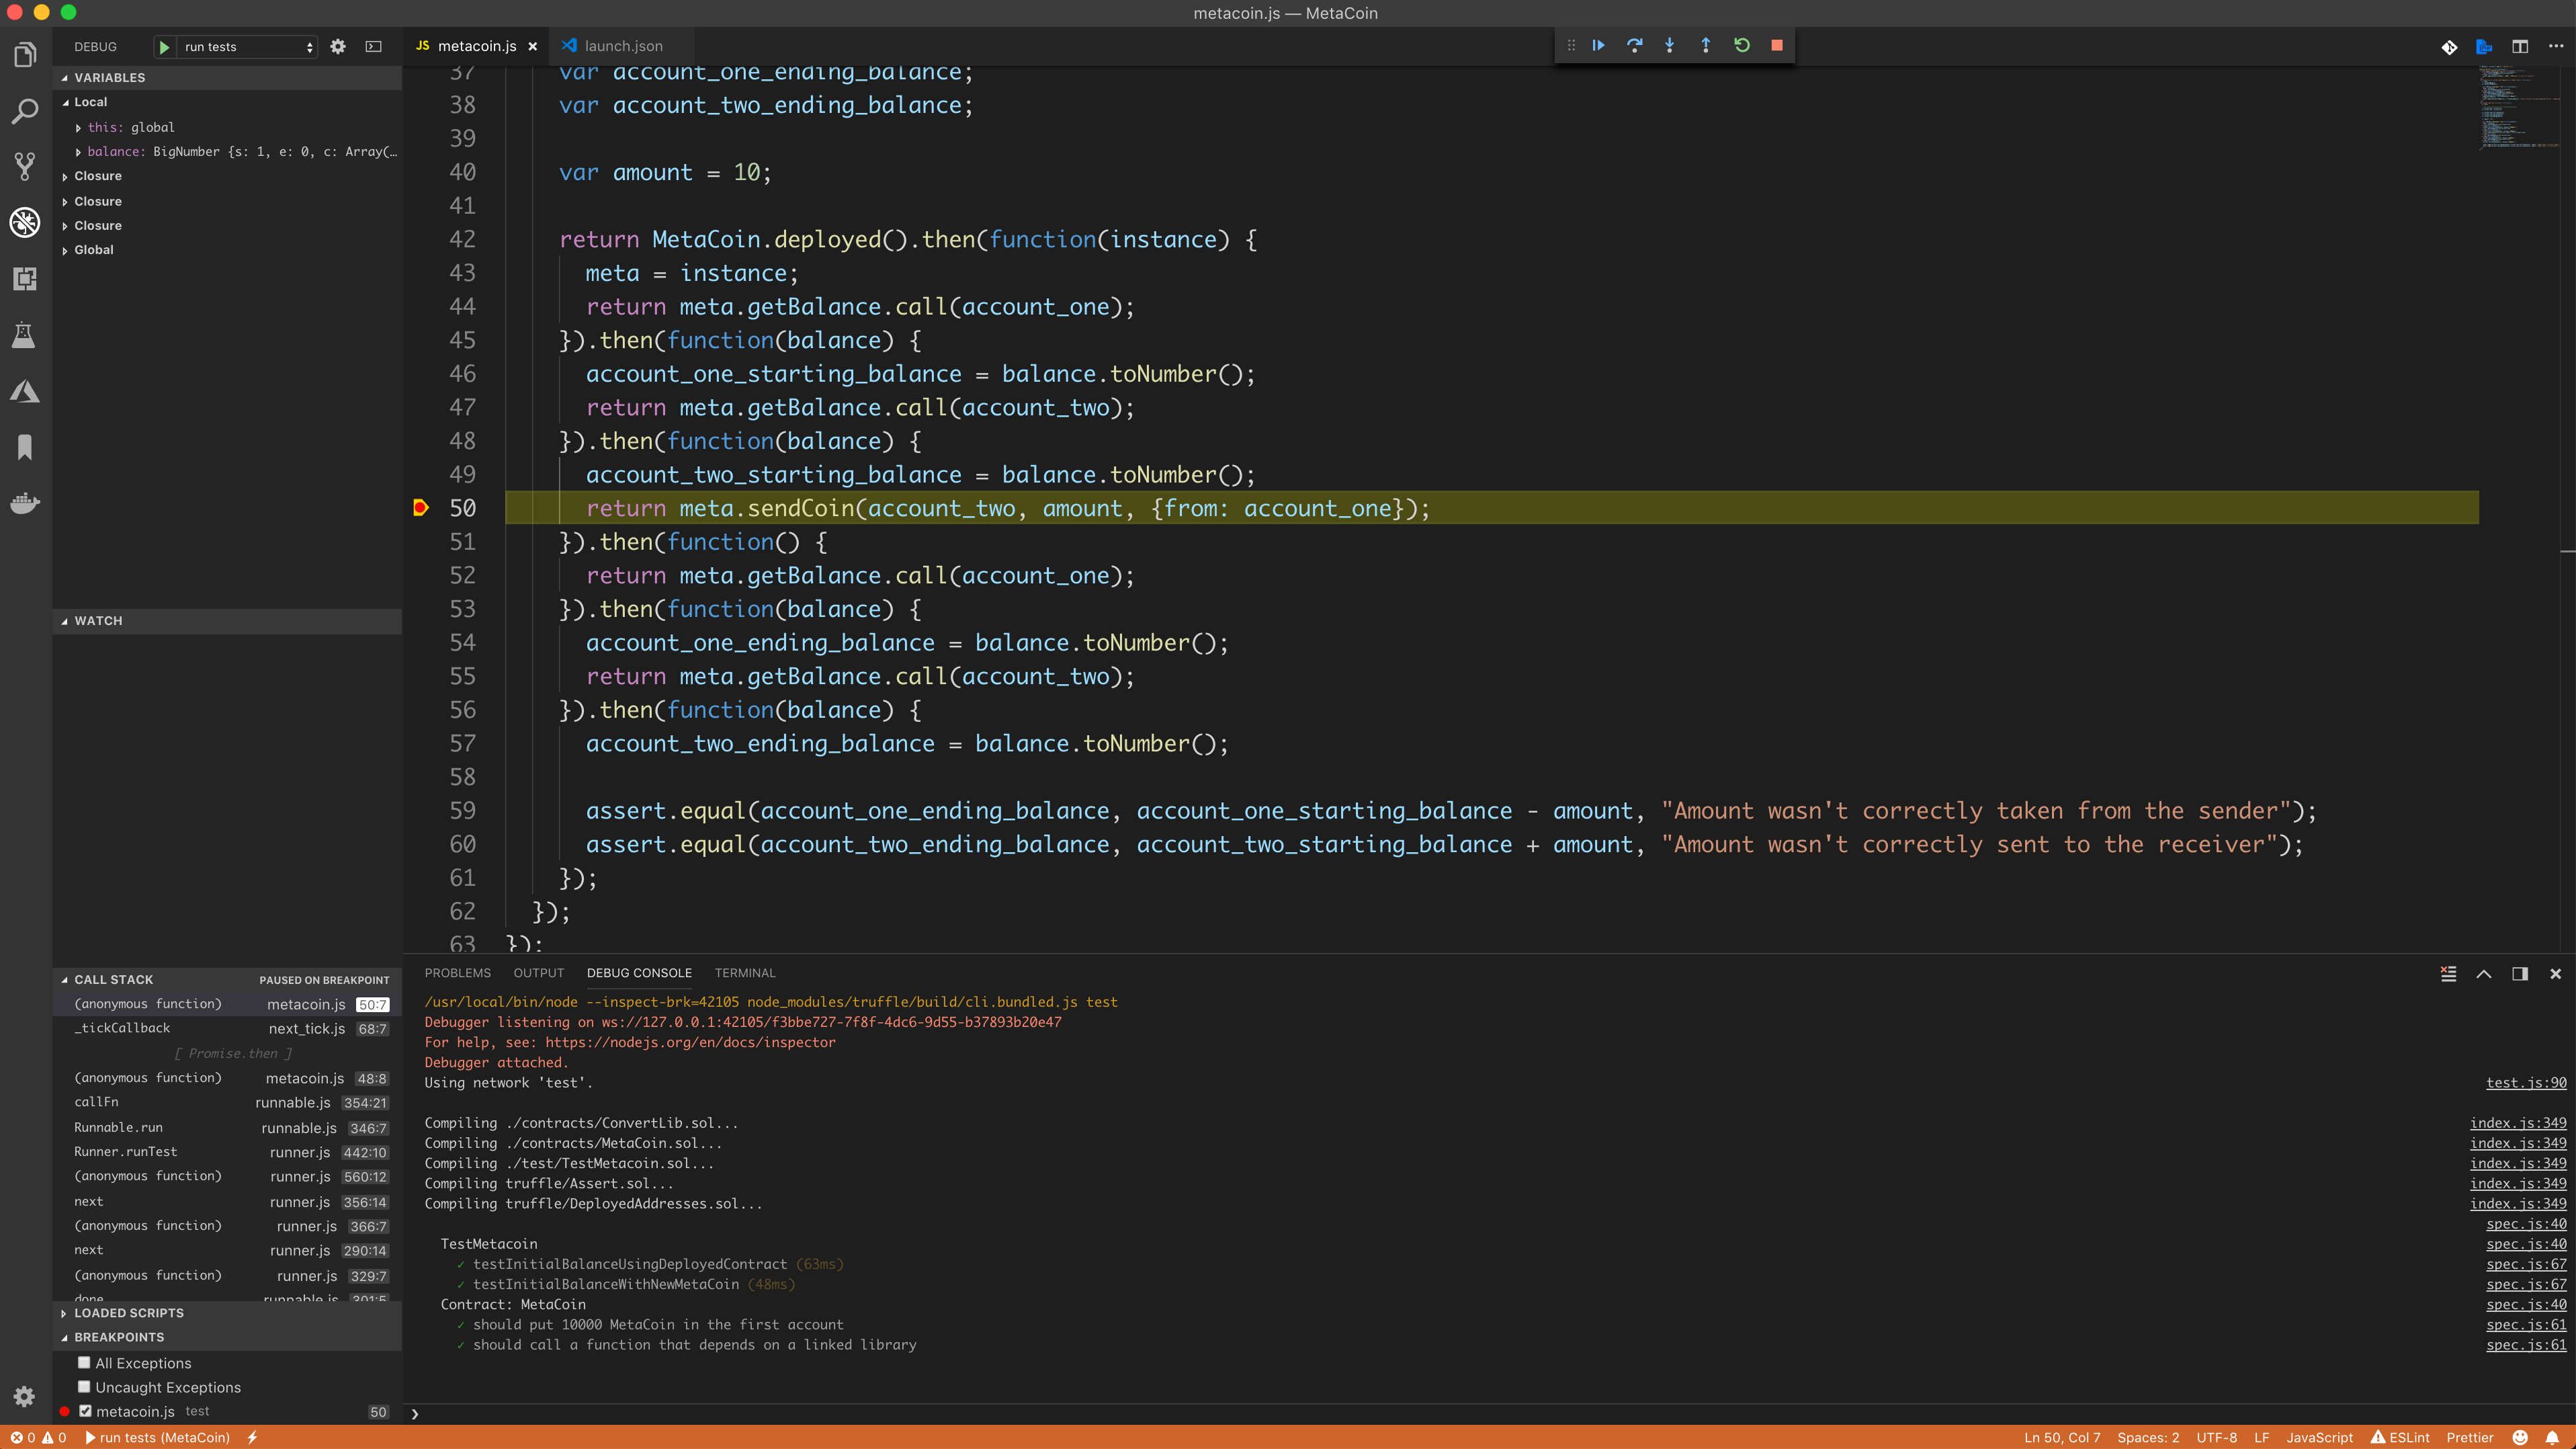 metacoin.js — MetaCoin
DEBUG
run tests
JS metacoin.js ×
launch.json
VARIABLES
Local
this: global
balance: BigNumber {s: 1, e: 0, c: Array(…
Closure
Closure
Closure
Global
WATCH
CALL STACK PAUSED ON BREAKPOINT
(anonymous function) metacoin.js 50:7
_tickCallback next_tick.js 68:7
[ Promise.then ]
(anonymous function) metacoin.js 48:8
callFn runnable.js 354:21
Runnable.run runnable.js 346:7
Runner.runTest runner.js 442:10
(anonymous function) runner.js 560:12
next runner.js 356:14
(anonymous function) runner.js 366:7
next runner.js 290:14
(anonymous function) runner.js 329:7
done runnable.js 301:5
LOADED SCRIPTS
BREAKPOINTS
All Exceptions
Uncaught Exceptions
metacoin.js test 50
37 var account_one_ending_balance;
38 var account_two_ending_balance;
39
40 var amount = 10;
41
42 return MetaCoin.deployed().then(function(instance) {
43 meta = instance;
44 return meta.getBalance.call(account_one);
45 }).then(function(balance) {
46 account_one_starting_balance = balance.toNumber();
47 return meta.getBalance.call(account_two);
48 }).then(function(balance) {
49 account_two_starting_balance = balance.toNumber();
50 return meta.sendCoin(account_two, amount, {from: account_one});
51 }).then(function() {
52 return meta.getBalance.call(account_one);
53 }).then(function(balance) {
54 account_one_ending_balance = balance.toNumber();
55 return meta.getBalance.call(account_two);
56 }).then(function(balance) {
57 account_two_ending_balance = balance.toNumber();
58
59 assert.equal(account_one_ending_balance, account_one_starting_balance - amount, "Amount wasn't correctly taken from the sender");
60 assert.equal(account_two_ending_balance, account_two_starting_balance + amount, "Amount wasn't correctly sent to the receiver");
61 });
62 });
63 });
PROBLEMS OUTPUT DEBUG CONSOLE TERMINAL
/usr/local/bin/node --inspect-brk=42105 node_modules/truffle/build/cli.bundled.js test
Debugger listening on ws://127.0.0.1:42105/f3bbe727-7f8f-4dc6-9d55-b37893b20e47
For help, see: https://nodejs.org/en/docs/inspector
Debugger attached.
Using network 'test'. test.js:90
Compiling ./contracts/ConvertLib.sol... index.js:349
Compiling ./contracts/MetaCoin.sol... index.js:349
Compiling ./test/TestMetacoin.sol... index.js:349
Compiling truffle/Assert.sol... index.js:349
Compiling truffle/DeployedAddresses.sol... index.js:349
spec.js:40
TestMetacoin spec.js:40
✓ testInitialBalanceUsingDeployedContract (63ms) spec.js:67
✓ testInitialBalanceWithNewMetaCoin (48ms) spec.js:67
Contract: MetaCoin spec.js:40
✓ should put 10000 MetaCoin in the first account spec.js:61
✓ should call a function that depends on a linked library spec.js:61
0 0 run tests (MetaCoin)
Ln 50, Col 7 Spaces: 2 UTF-8 LF JavaScript ESLint Prettier